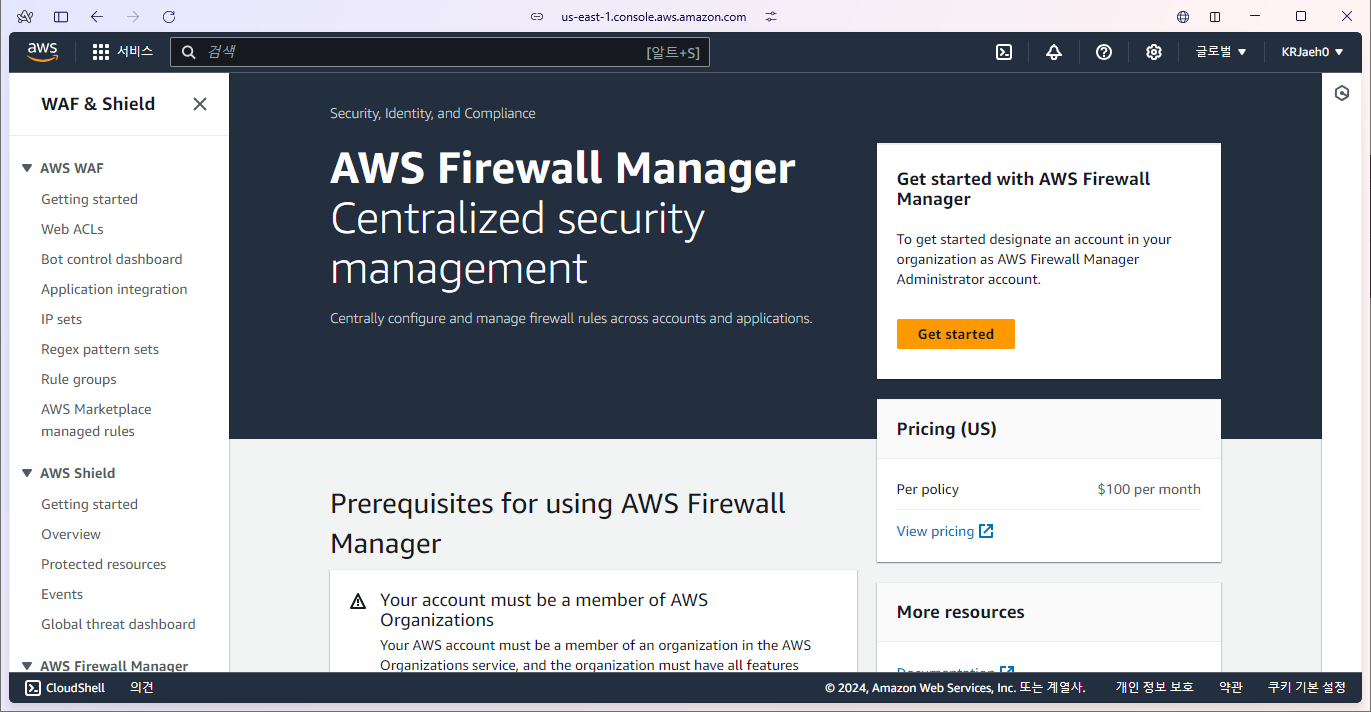 us-east-1.console.aws.amazon.com
aws
서비스
검색
[알트+S]
글로벌
KRJaeh0
WAF & Shield
AWS WAF
Getting started
Web ACLs
Bot control dashboard
Application integration
IP sets
Regex pattern sets
Rule groups
AWS Marketplace
managed rules
AWS Shield
Getting started
Overview
Protected resources
Events
Global threat dashboard
AWS Firewall Manager
Security, Identity, and Compliance
AWS Firewall Manager
Centralized security
management
Centrally configure and manage firewall rules across accounts and applications.
Get started with AWS Firewall
Manager
To get started designate an account in your
organization as AWS Firewall Manager
Administrator account.
Get started
Pricing (US)
Per policy
$100 per month
View pricing
More resources
Documentation
Prerequisites for using AWS Firewall
Manager
Your account must be a member of AWS
Organizations
Your AWS account must be a member of an organization in the AWS
Organizations service, and the organization must have all features
CloudShell
의견
© 2024, Amazon Web Services, Inc. 또는 계열사.
개인 정보 보호
약관
쿠키 기본 설정